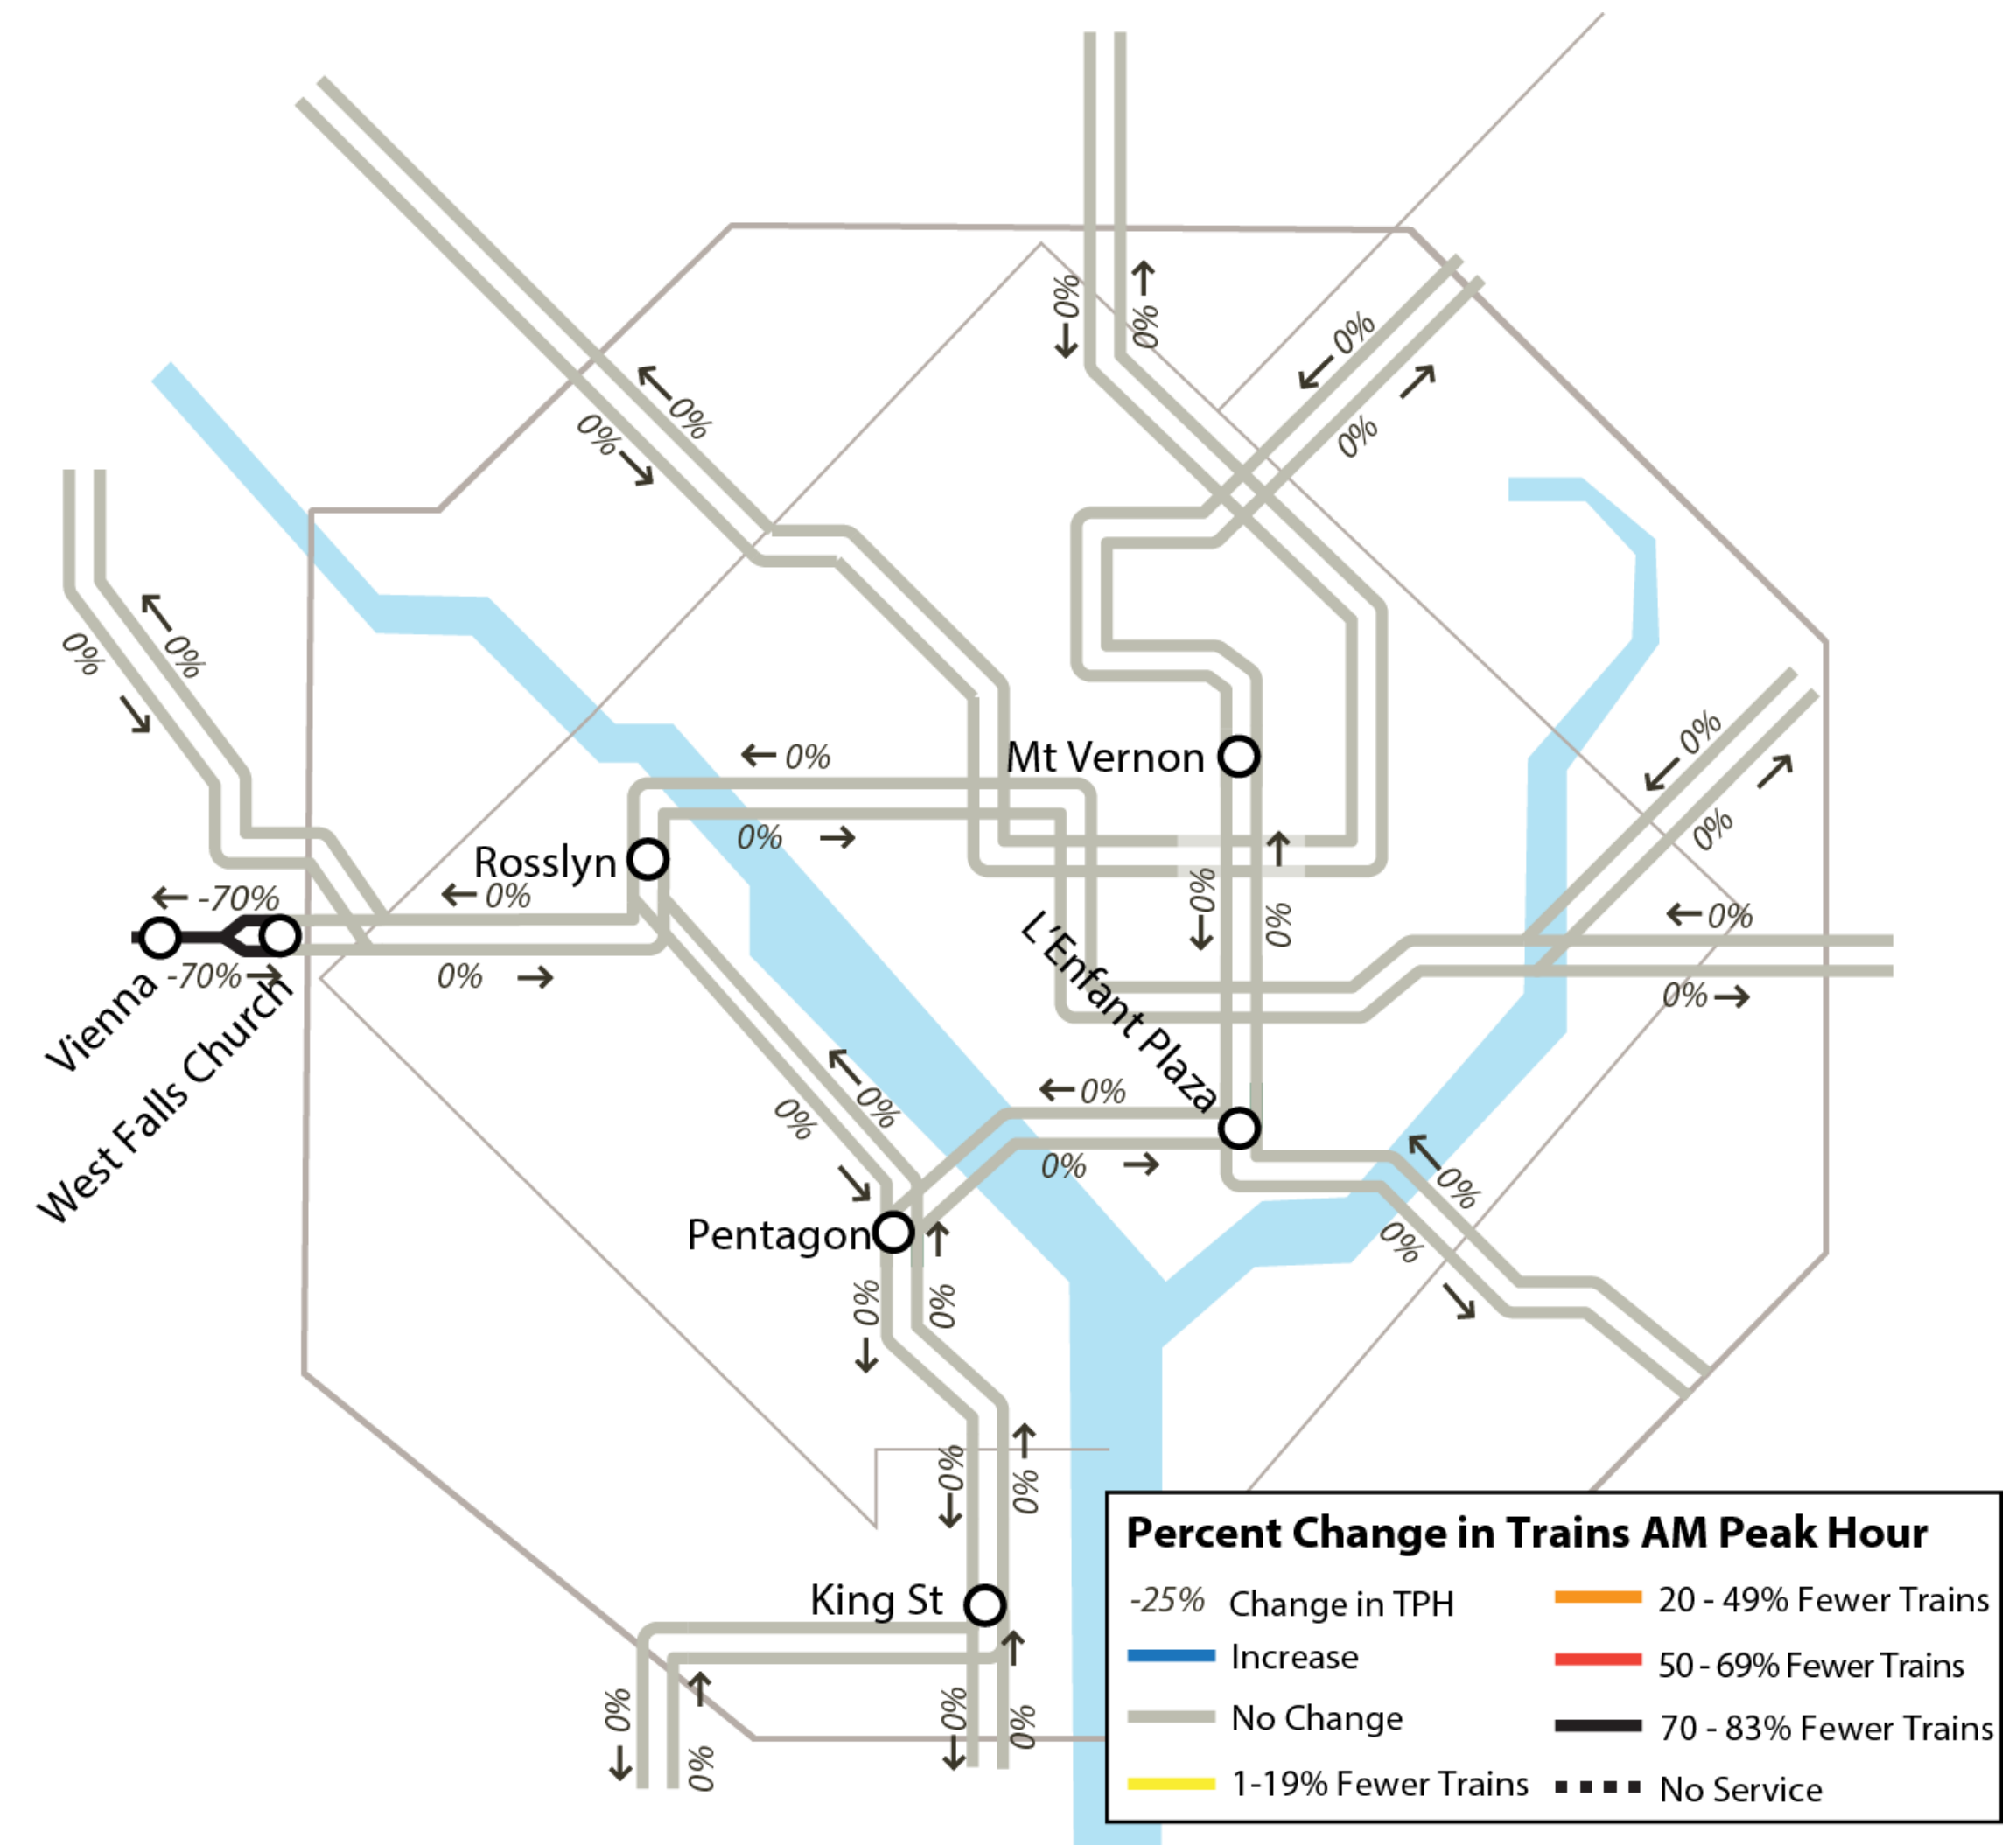 0%
0%
0%
0%
0%
0%
0%
0%
0%
0%
0%
Mt Vernon
0%
0%
0%
Rosslyn
-70%
0%
0%
0%
0%
L'Enfant Plaza
-70%
0%
0%
Vienna
West Falls Church
0%
0%
0%
0%
0%
0%
Pentagon
0%
0%
0%
0%
King St
0%
0%
0%
0%
Percent Change in Trains AM Peak Hour
-25% Change in TPH
Increase
No Change
1-19% Fewer Trains
20 - 49% Fewer Trains
50 - 69% Fewer Trains
70 - 83% Fewer Trains
No Service